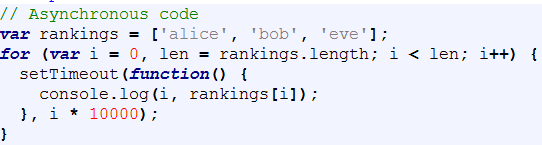 // Asynchronous code
var rankings = ['alice', 'bob', 'eve'];
for (var i = 0, len = rankings.length; i < len; i++) {
  setTimeout(function() {
    console.log(i, rankings[i]);
  }, i * 10000);
}